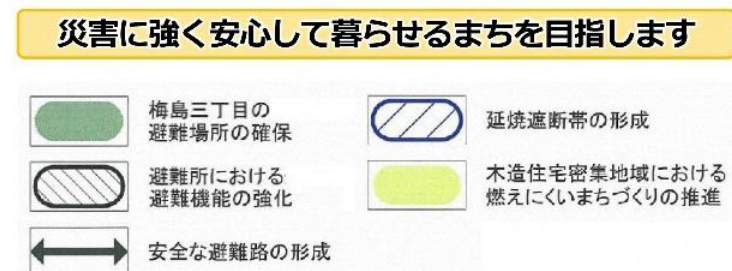 災害に強く安心して暮らせるまちを目指します
梅島三丁目の
避難場所の確保
延焼遮断帯の形成
避難所における
避難機能の強化
木造住宅密集地域における
燃えにくいまちづくりの推進
安全な避難路の形成